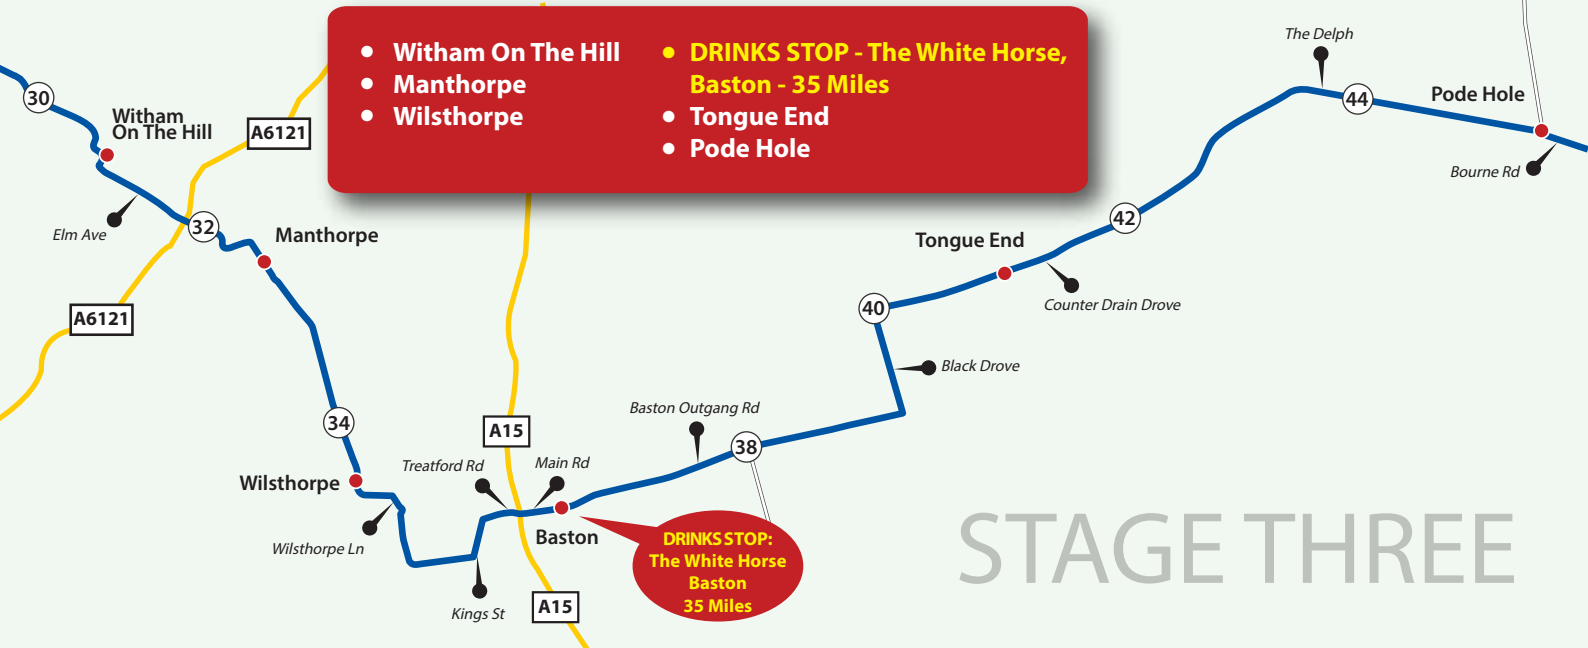 Witham On The Hill
Manthorpe
Wilsthorpe
DRINKS STOP - The White Horse,
Baston - 35 Miles
Tongue End
Pode Hole
30
Witham
On The Hill
A6121
Elm Ave
32
Manthorpe
A6121
34
Wilsthorpe
Wilsthorpe Ln
Treatford Rd
A15
Main Rd
Kings St
A15
Baston
DRINKS STOP:
The White Horse
Baston
35 Miles
Baston Outgang Rd
38
Black Drove
40
Tongue End
Counter Drain Drove
42
The Delph
44
Pode Hole
Bourne Rd
STAGE THREE